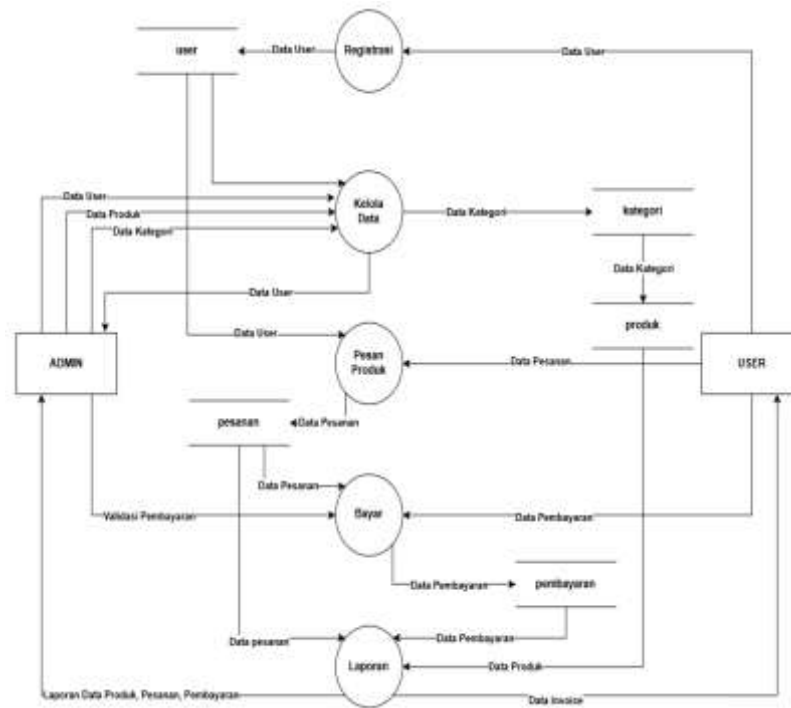 user
Data User
Registrasi
Data User
Data User
Data Produk
Data Kategori
Kelola
Data
Data Kategori
kategori
Data Kategori
Data User
produk
Data User
ADMIN
Pesan
Produk
Data Pesanan
USER
pesanan
Data Pesanan
Data Pesanan
Validasi Pembayaran
Bayar
Data Pembayaran
Data Pembayaran
pembayaran
Data pesanan
Data Pembayaran
Laporan
Data Produk
Laporan Data Produk, Pesanan, Pembayaran
Data Invoice